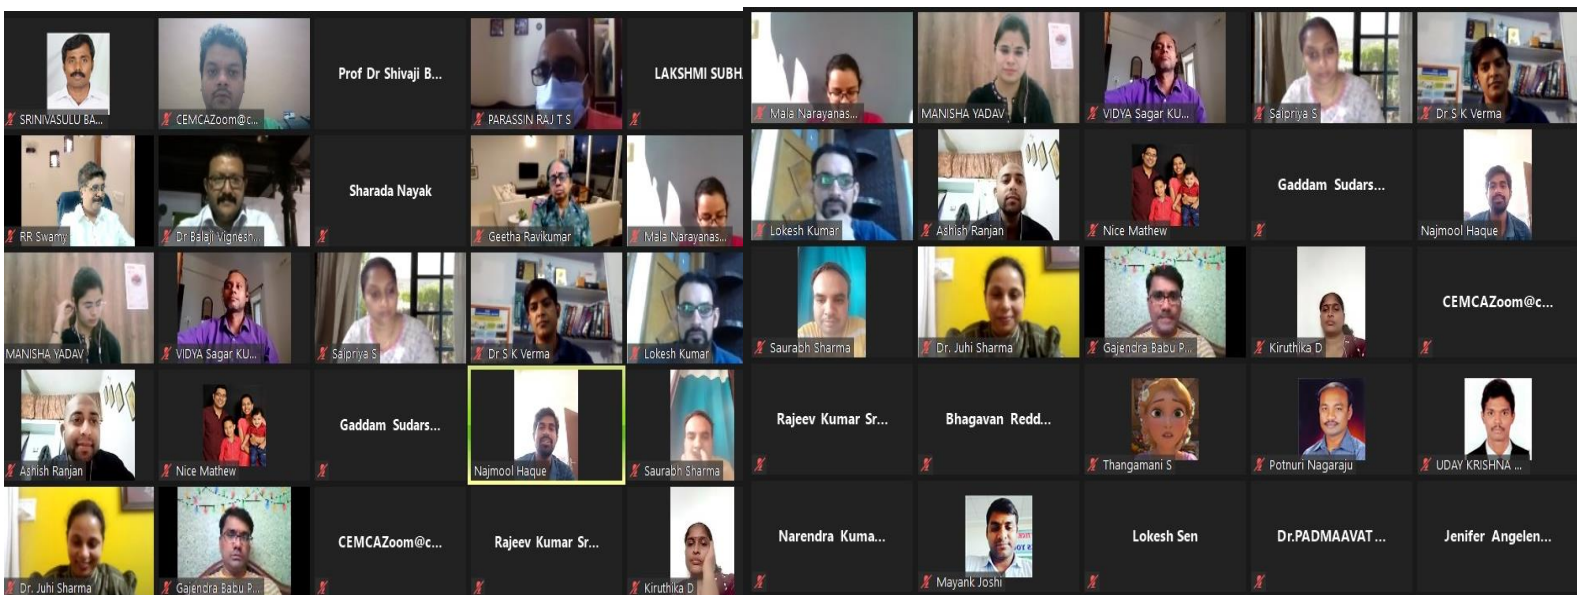 SRINIVASULU BA...
CEMCAZoom@c...
Prof Dr Shivaji B...
PARASSIN RAJ T S
LAKSHMI SUBH
RR Swamy
Dr Balaji Vignesh...
Sharada Nayak
Geetha Ravikumar
Mala Narayanas...
MANISHA YADAV
VIDYA Sagar KU...
Saipriya S
Dr S K Verma
Lokesh Kumar
Ashish Ranjan
Nice Mathew
Gaddam Sudars...
Najmool Haque
Saurabh Sharma
Dr. Juhi Sharma
Gajendra Babu P...
CEMCAZoom@c...
Rajeev Kumar Sr...
Kiruthika D
Mala Narayanas...
MANISHA YADAV
VIDYA Sagar KU...
Saipriya S
Dr S K Verma
Lokesh Kumar
Ashish Ranjan
Nice Mathew
Gaddam Sudars...
Najmool Haque
Saurabh Sharma
Dr. Juhi Sharma
Gajendra Babu P...
Kiruthika D
CEMCAZoom@c...
Rajeev Kumar Sr...
Bhagavan Redd...
Thangamani S
Potnuri Nagaraju
UDAY KRISHNA ...
Narendra Kuma...
Mayank Joshi
Lokesh Sen
Dr.PADMAAVAT...
Jenifer Angelen...